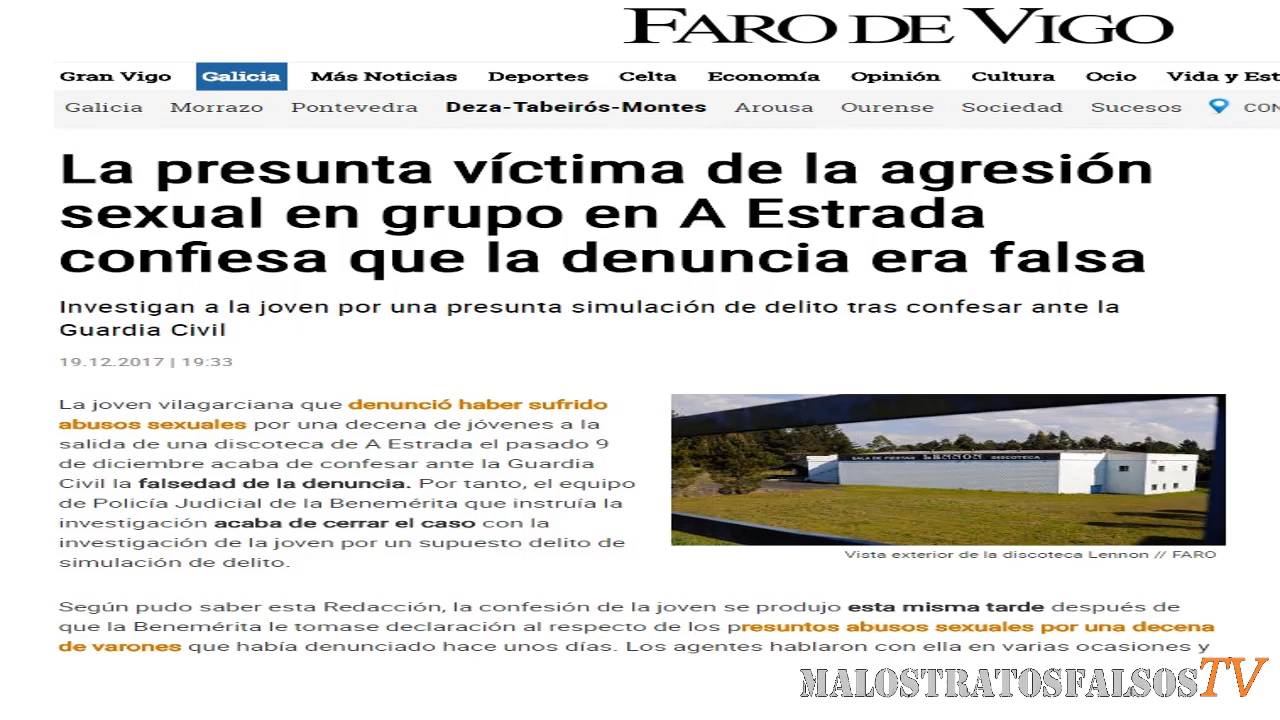 FARO DE VIGO
Gran Vigo Galicia Más Noticias Deportes Celta Economía Opinión Cultura Ocio Vida y Est
Galicia Morrazo Pontevedra Deza-Tabeirós-Montes Arousa Ourense Sociedad Sucesos CON
La presunta víctima de la agresión
sexual en grupo en A Estrada
confiesa que la denuncia era falsa
Investigan a la joven por una presunta simulación de delito tras confesar ante la
Guardia Civil
19.12.2017 | 19:33
La joven vilagarciana que denunció haber sufrido
abusos sexuales por una decena de jóvenes a la
salida de una discoteca de A Estrada el pasado 9
de diciembre acaba de confesar ante la Guardia
Civil la falsedad de la denuncia. Por tanto, el equipo
de Policía Judicial de la Benemérita que instruía la
investigación acaba de cerrar el caso con la
investigación de la joven por un supuesto delito de
simulación de delito.
SALA DE FIESTAS LENNON DISCOTECA
Vista exterior de la discoteca Lennon // FARO
Según pudo saber esta Redacción, la confesión de la joven se produjo esta misma tarde después de
que la Benemérita le tomase declaración al respecto de los presuntos abusos sexuales por una decena
de varones que había denunciado hace unos días. Los agentes hablaron con ella en varias ocasiones y
MALOSTRATOSFALSOSTV